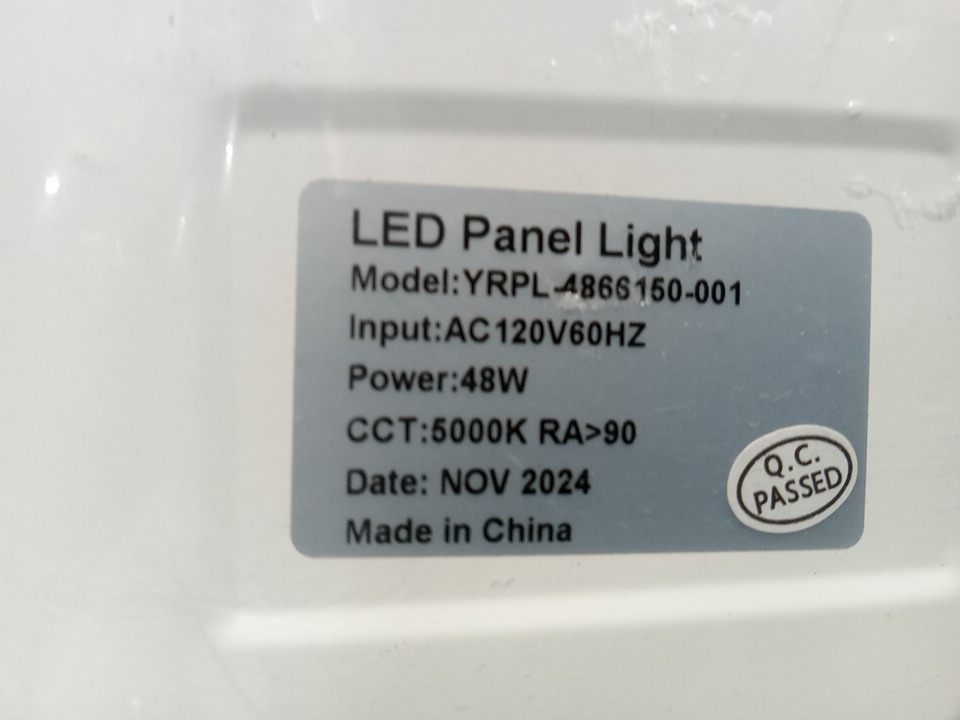 LED Panel Light
Model:YRPL-4866150-001
Input:AC120V60HZ
Power:48W
CCT:5000K RA>90
Date: NOV 2024
Made in China
Q.C.
PASSED